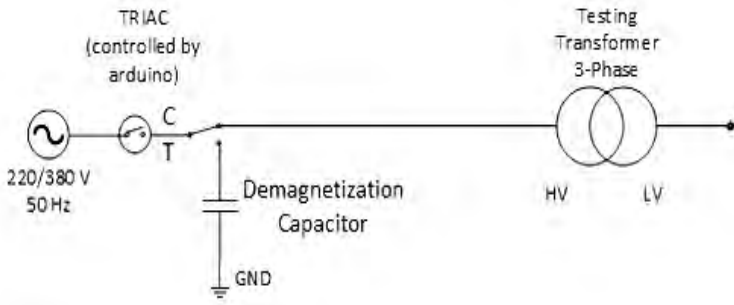 TRIAC
(controlled by
arduino)
C
T
220/380 V
50 Hz
Demagnetization
Capacitor
GND
Testing
Transformer
3-Phase
HV
LV